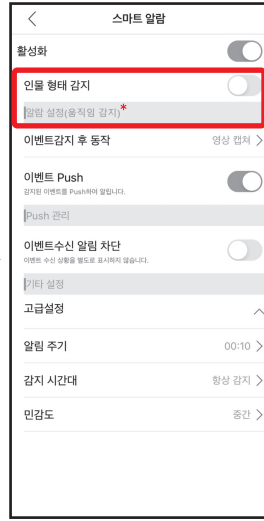 스마트 알람
활성화
인물 형태 감지
알람 설정(움직임 감지)*
이벤트감지 후 동작 영상 캡쳐
이벤트 Push
감지된 이벤트를 Push하여 알립니다.
Push 관리
이벤트수신 알림 차단
이벤트 수신 상황을 별도로 표시하지 않습니다.
기타 설정
고급설정
알림 주기 00:10
감지 시간대 항상 감지
민감도 중간